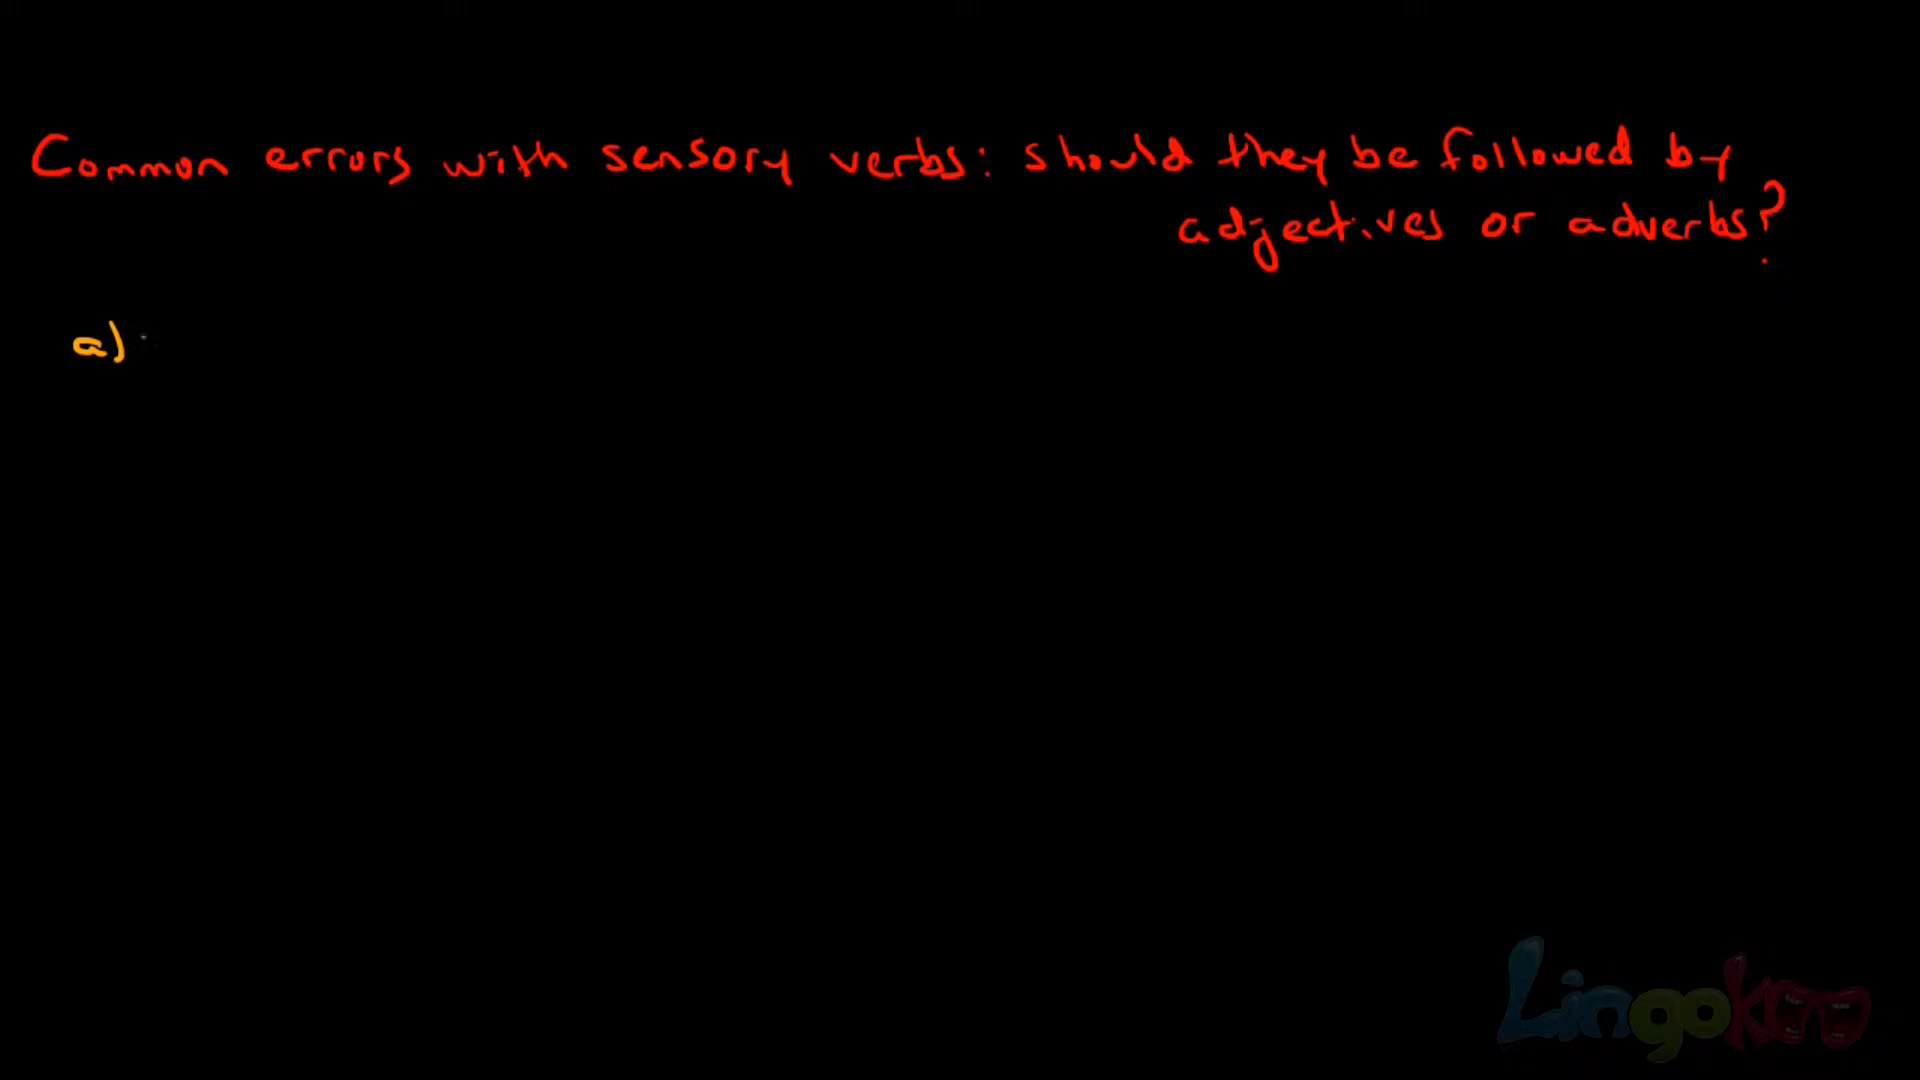 Common errors with sensory verbs: should they be followed by
adjectives or adverbs?
a)
Lingokoo